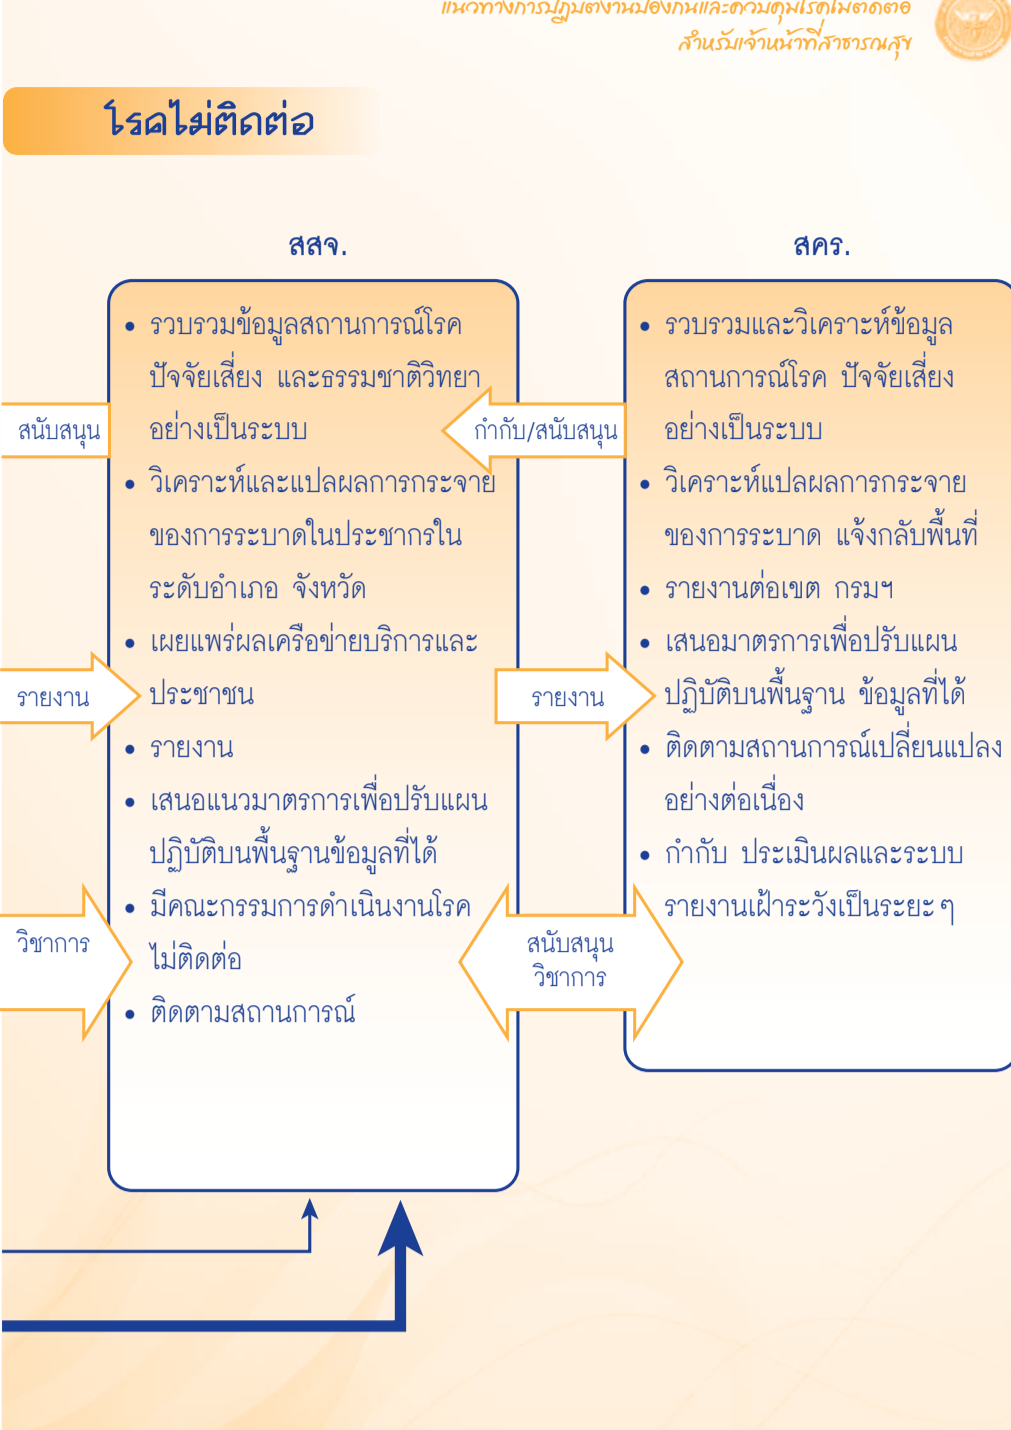 แนวทางการปฏิบัติงานป้องกันและควบคุมโรคไม่ติดต่อ
สำหรับเจ้าหน้าที่สาธารณสุข
โรคไม่ติดต่อ
สสจ.
• รวบรวมข้อมูลสถานการณ์โรค
ปัจจัยเสี่ยง และธรรมชาติวิทยา
อย่างเป็นระบบ
• วิเคราะห์และแปลผลการกระจาย
ของการระบาดในประชากรใน
ระดับอำเภอ จังหวัด
• เผยแพร่ผลเครือข่ายบริการและ
ประชาชน
• รายงาน
• เสนอแนวมาตรการเพื่อปรับแผน
ปฏิบัติบนพื้นฐานข้อมูลที่ได้
• มีคณะกรรมการดำเนินงานโรค
ไม่ติดต่อ
• ติดตามสถานการณ์
สนับสนุน
รายงาน
วิชาการ
กำกับ/สนับสนุน
รายงาน
สนับสนุน
วิชาการ
สคร.
• รวบรวมและวิเคราะห์ข้อมูล
สถานการณ์โรค ปัจจัยเสี่ยง
อย่างเป็นระบบ
• วิเคราะห์แปลผลการกระจาย
ของการระบาด แจ้งกลับพื้นที่
• รายงานต่อเขต กรมฯ
• เสนอมาตรการเพื่อปรับแผน
ปฏิบัติบนพื้นฐาน ข้อมูลที่ได้
• ติดตามสถานการณ์เปลี่ยนแปลง
อย่างต่อเนื่อง
• กำกับ ประเมินผลและระบบ
รายงานเฝ้าระวังเป็นระยะ ๆ